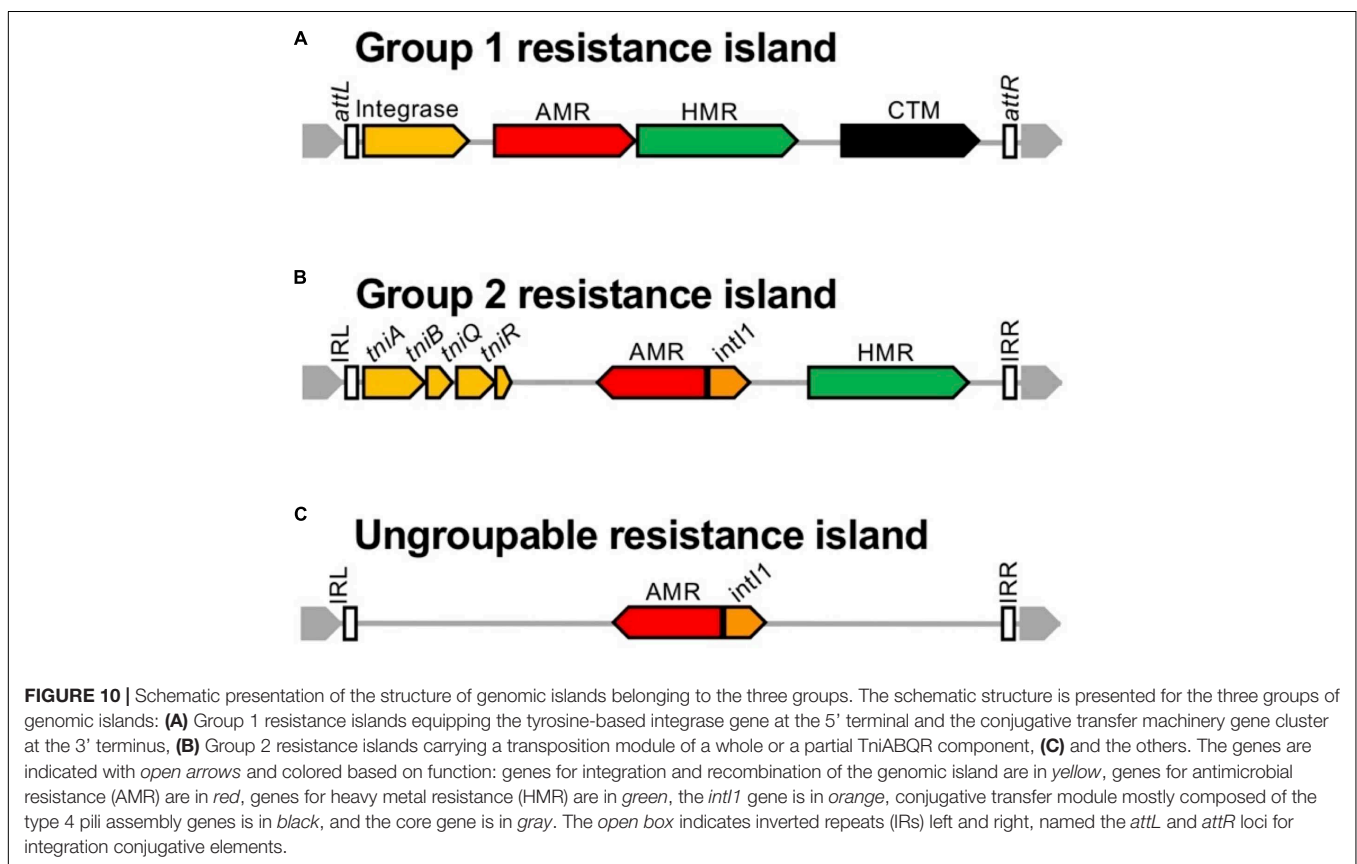 A
Group 1 resistance island
attL
Integrase
AMR
HMR
CTM
attR
B
Group 2 resistance island
IRL
tniA
tniB
tniQ
tniR
AMR
intI1
HMR
IRR
C
Ungroupable resistance island
IRL
AMR
intI1
IRR
FIGURE 10 | Schematic presentation of the structure of genomic islands belonging to the three groups. The schematic structure is presented for the three groups of
genomic islands: (A) Group 1 resistance islands equipping the tyrosine-based integrase gene at the 5' terminal and the conjugative transfer machinery gene cluster
at the 3' terminus, (B) Group 2 resistance islands carrying a transposition module of a whole or a partial TniABQR component, (C) and the others. The genes are
indicated with open arrows and colored based on function: genes for integration and recombination of the genomic island are in yellow, genes for antimicrobial
resistance (AMR) are in red, genes for heavy metal resistance (HMR) are in green, the intI1 gene is in orange, conjugative transfer module mostly composed of the
type 4 pili assembly genes is in black, and the core gene is in gray. The open box indicates inverted repeats (IRs) left and right, named the attL and attR loci for
integration conjugative elements.